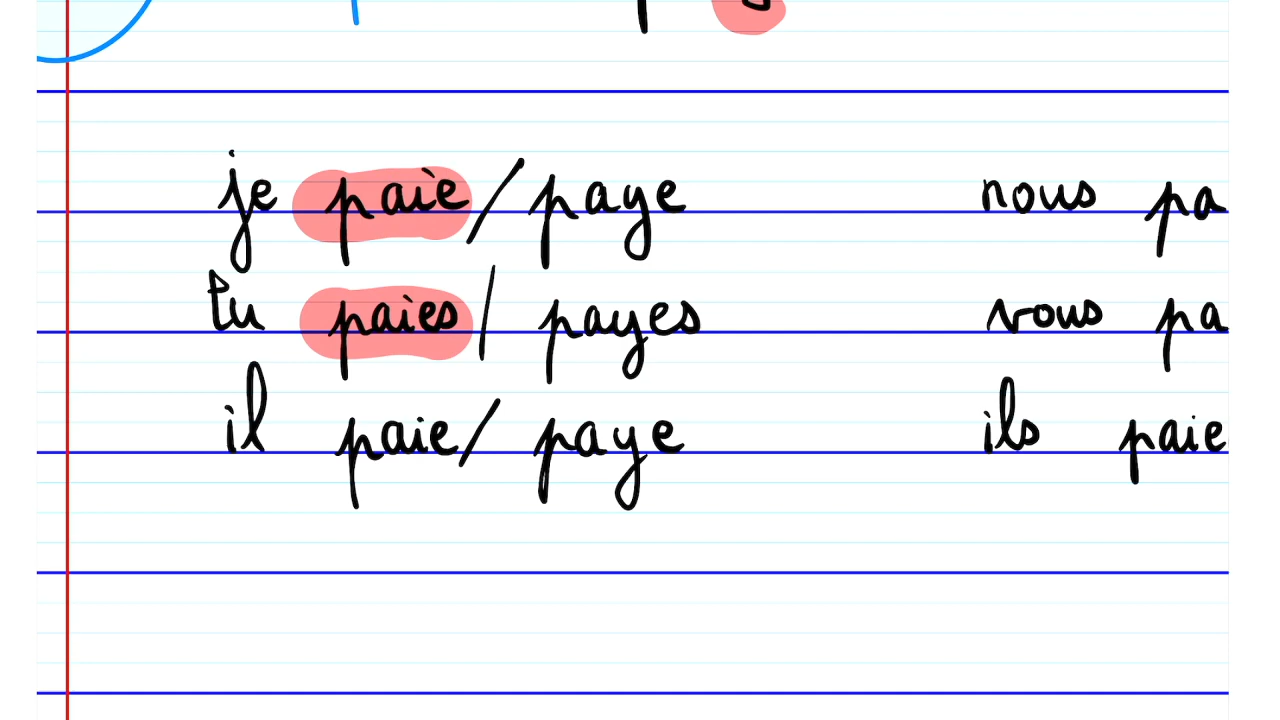 je paie/paye nous pa
tu paies/payes vous pa
il paie/paye ils paie